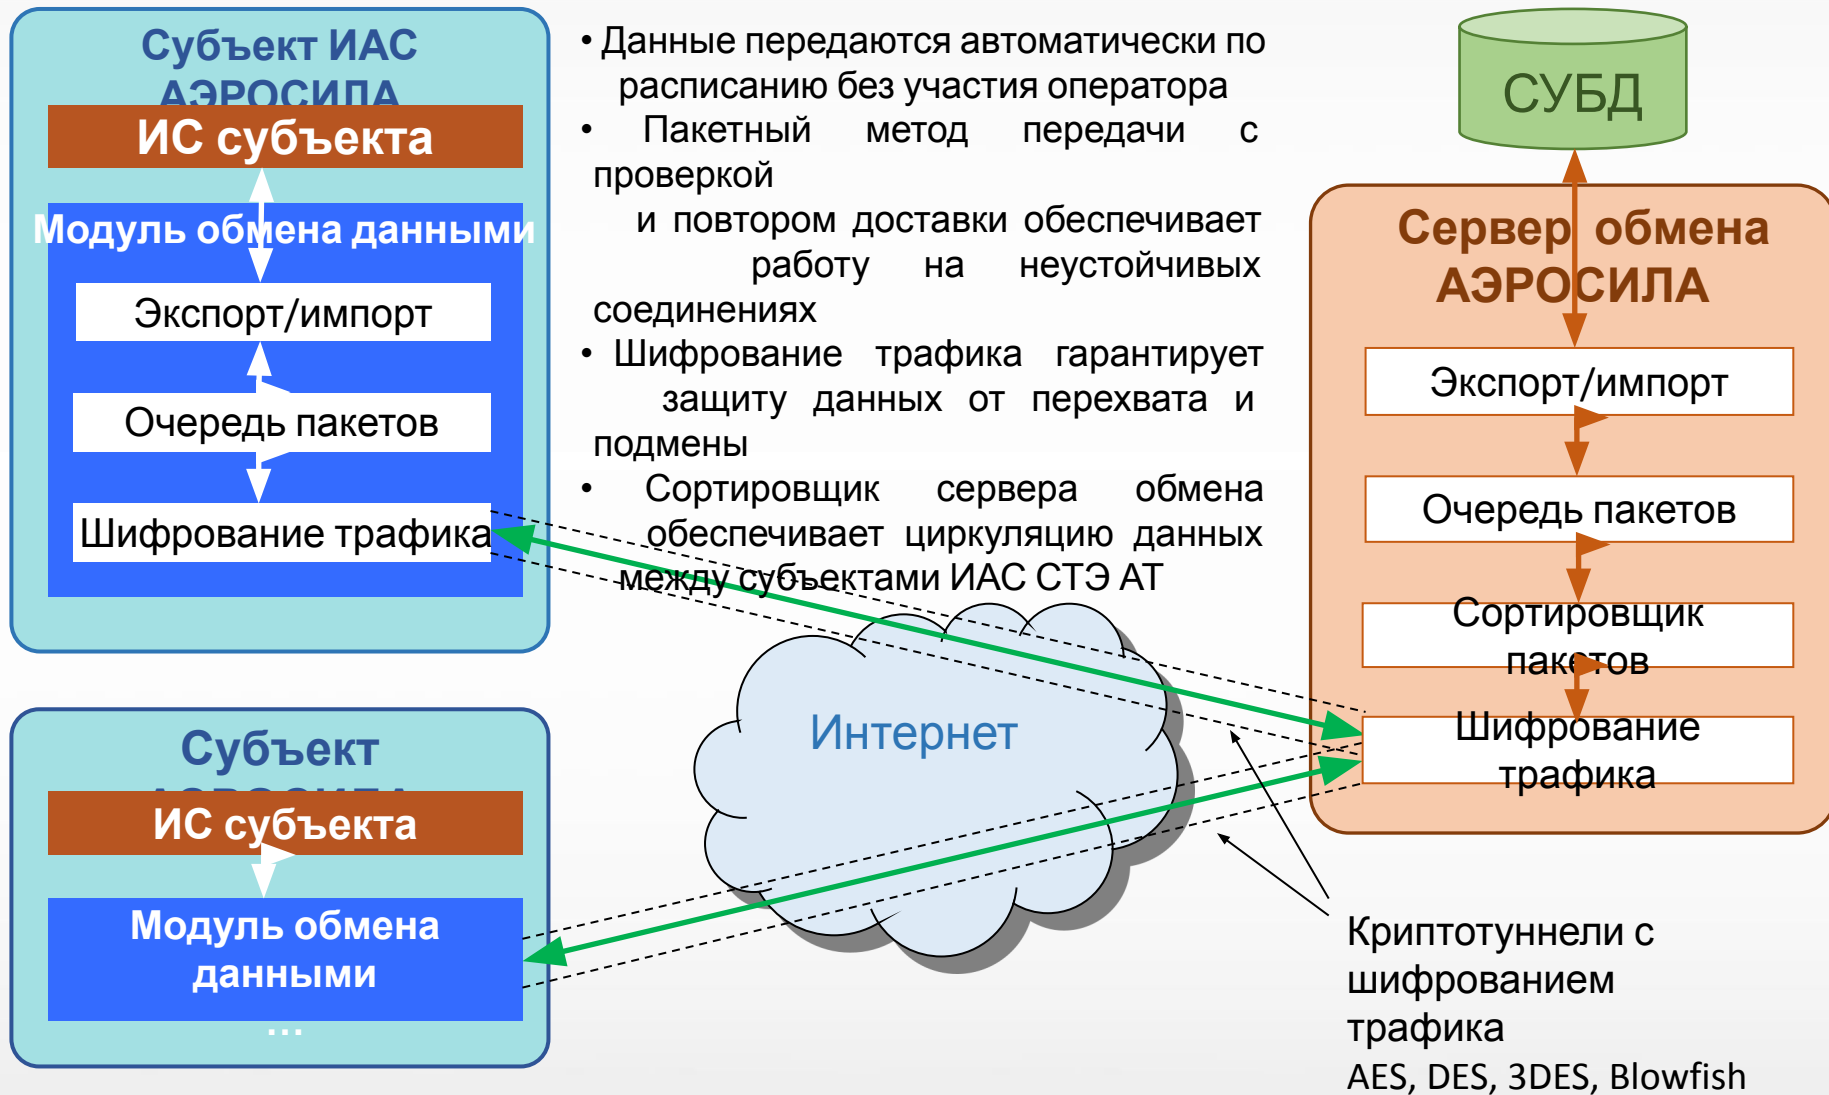 Субъект ИАС
АЭРОСИЛА
ИС субъекта
Модуль обмена данными
Экспорт/импорт
Очередь пакетов
Шифрование трафика
• Данные передаются автоматически по
расписанию без участия оператора
• Пакетный метод передачи с
проверкой
и повтором доставки обеспечивает
работу на неустойчивых
соединениях
• Шифрование трафика гарантирует
защиту данных от перехвата и
подмены
• Сортировщик сервера обмена
обеспечивает циркуляцию данных
между субъектами ИАС СТЭ АТ
СУБД
Сервер обмена
АЭРОСИЛА
Экспорт/импорт
Очередь пакетов
Сортировщик
пакетов
Шифрование
трафика
Интернет
Субъект
АЭРОСИЛА
ИС субъекта
Модуль обмена
данными
...
Криптотуннели с
шифрованием
трафика
AES, DES, 3DES, Blowfish